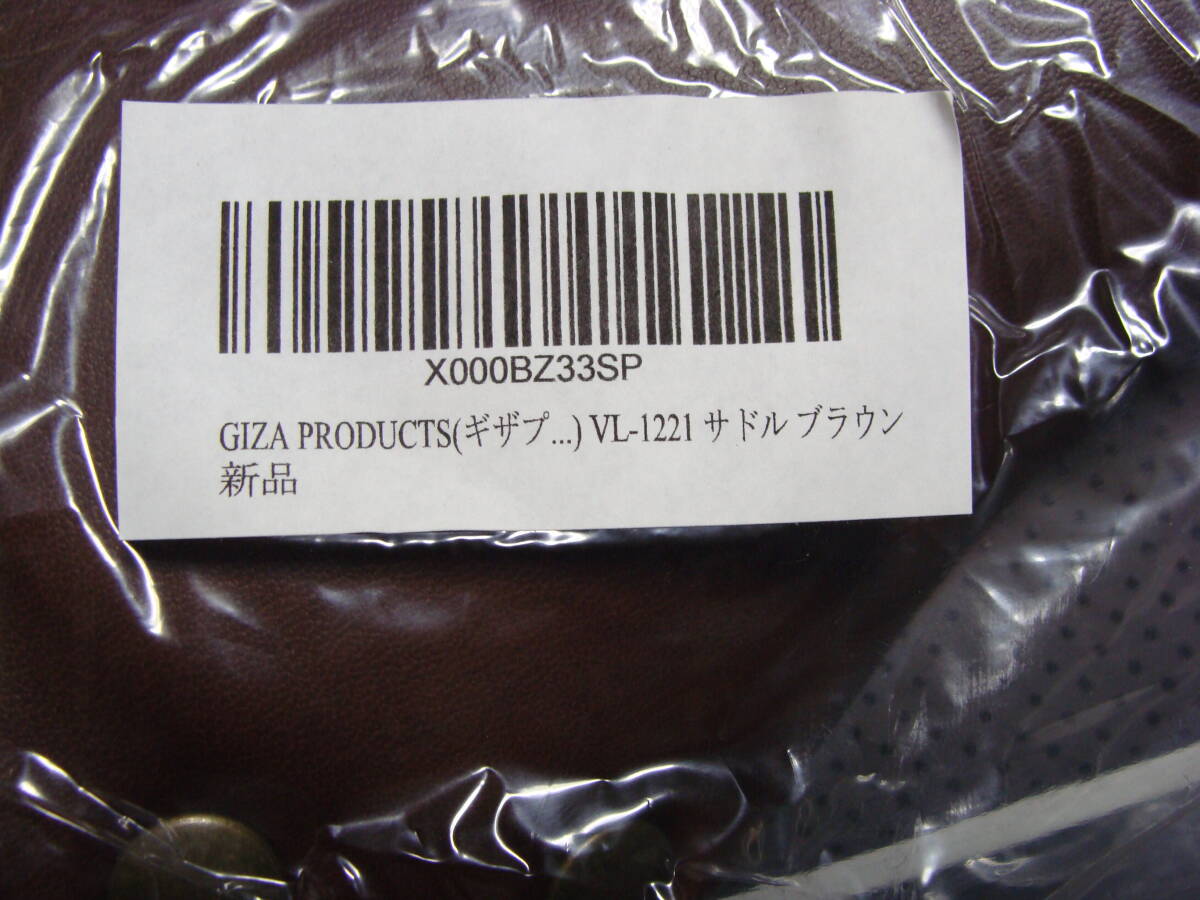 X000BZ33SP
GIZA PRODUCTS(ギザプ...) VL-1221 サドル ブラウン
新品